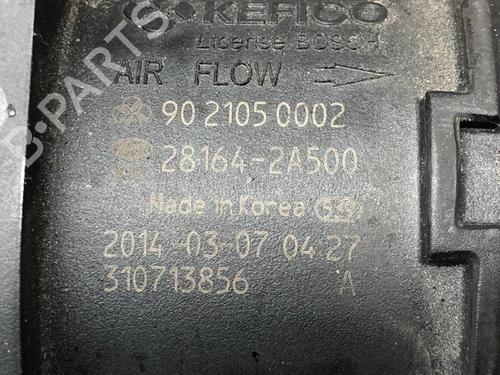 KEFICO
License BOSCH
AIR FLOW
90 2105 0002
28164-2A500
Made in Korea
2014-03-07 04:27
310713856 A
B-PARTS